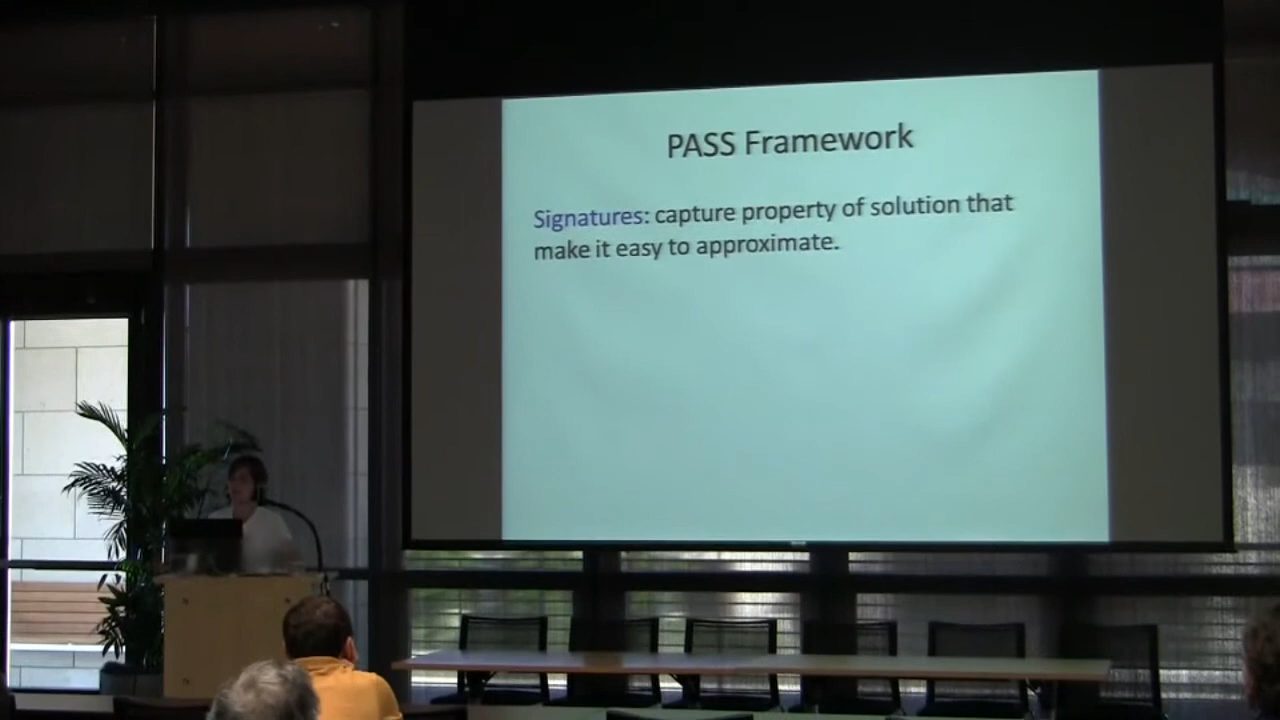 PASS Framework
Signatures: capture property of solution that
make it easy to approximate.